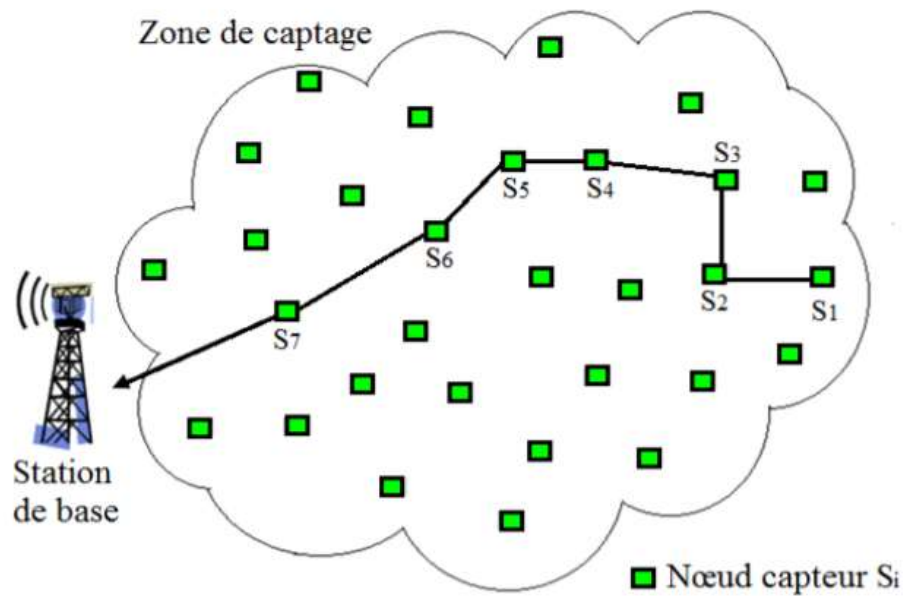 Zone de captage
S3
S5
S4
S6
S2
S1
S7
Station
de base
Nœud capteur Si